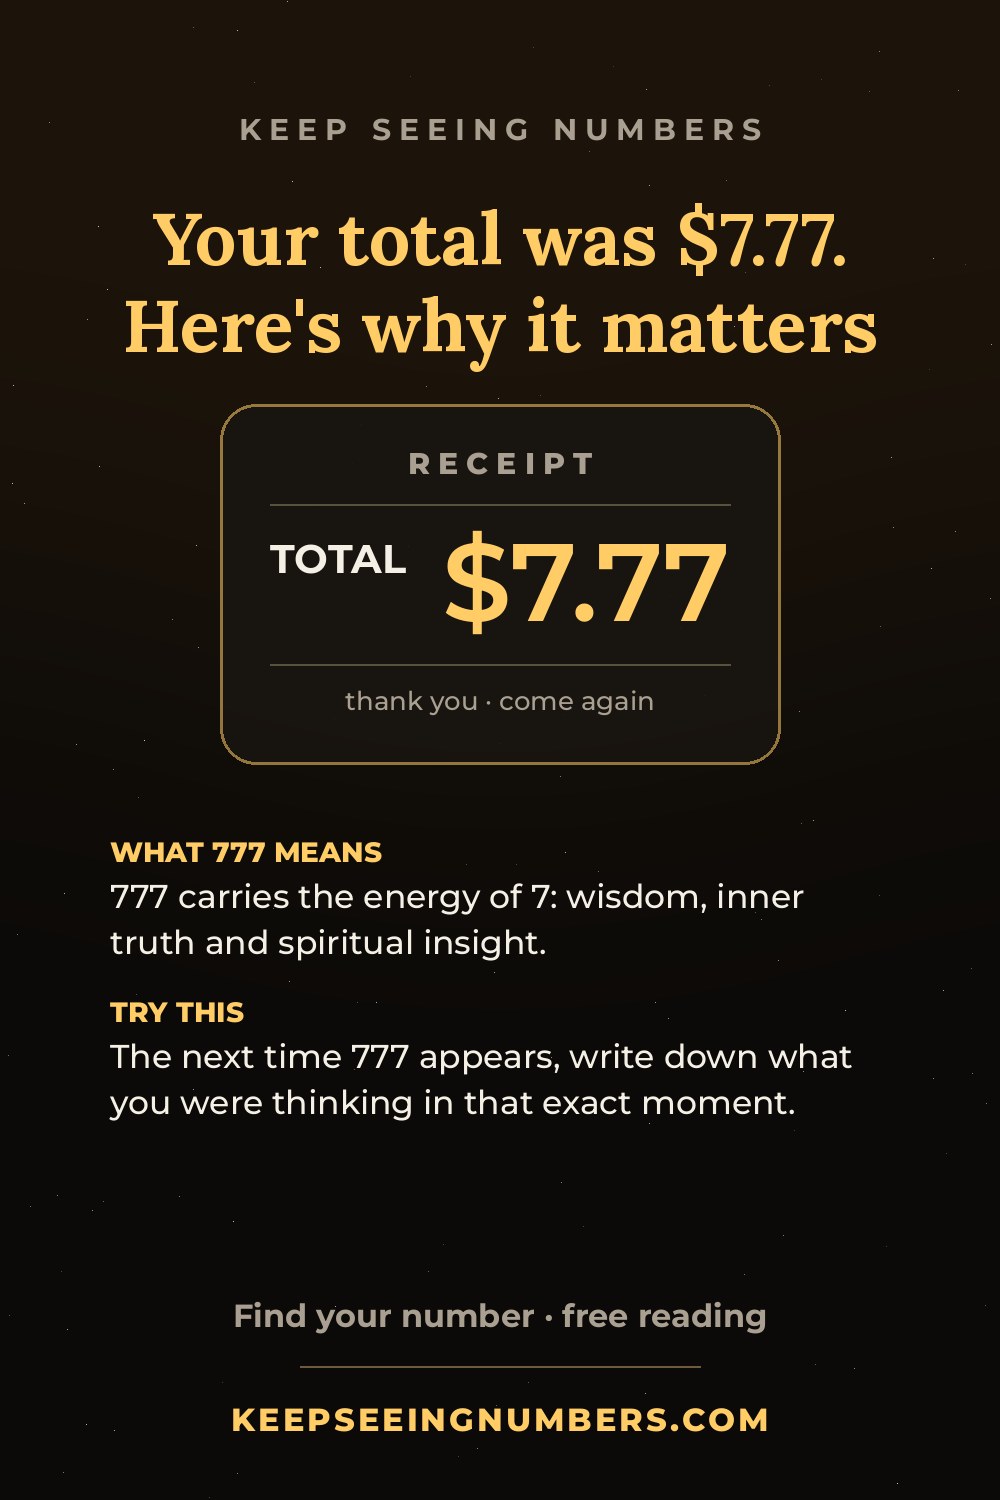 KEEP SEEING NUMBERS
Your total was $7.77.
Here's why it matters
RECEIPT
TOTAL $7.77
thank you · come again
WHAT 777 MEANS
777 carries the energy of 7: wisdom, inner
truth and spiritual insight.
TRY THIS
The next time 777 appears, write down what
you were thinking in that exact moment.
Find your number · free reading
KEEPSEEINGNUMBERS.COM